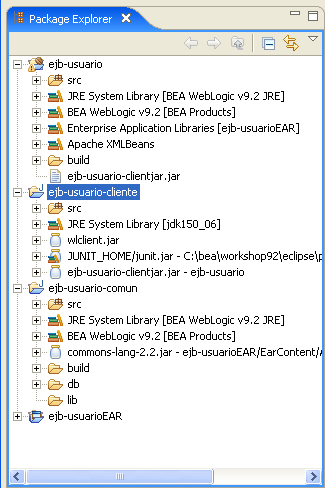 Package Explorer
ejb-usuario
src
JRE System Library [BEA WebLogic v9.2 JRE]
BEA WebLogic v9.2 [BEA Products]
Enterprise Application Libraries [ejb-usuarioEAR]
Apache XMLBeans
build
ejb-usuario-clientjar.jar
ejb-usuario-cliente
src
JRE System Library [jdk150_06]
wlclient.jar
JUNIT_HOME/junit.jar - C:\bea\workshop92\eclipse\p
ejb-usuario-clientjar.jar - ejb-usuario
ejb-usuario-comun
src
JRE System Library [BEA WebLogic v9.2 JRE]
BEA WebLogic v9.2 [BEA Products]
commons-lang-2.2.jar - ejb-usuarioEAR/EarContent/A
build
db
lib
ejb-usuarioEAR